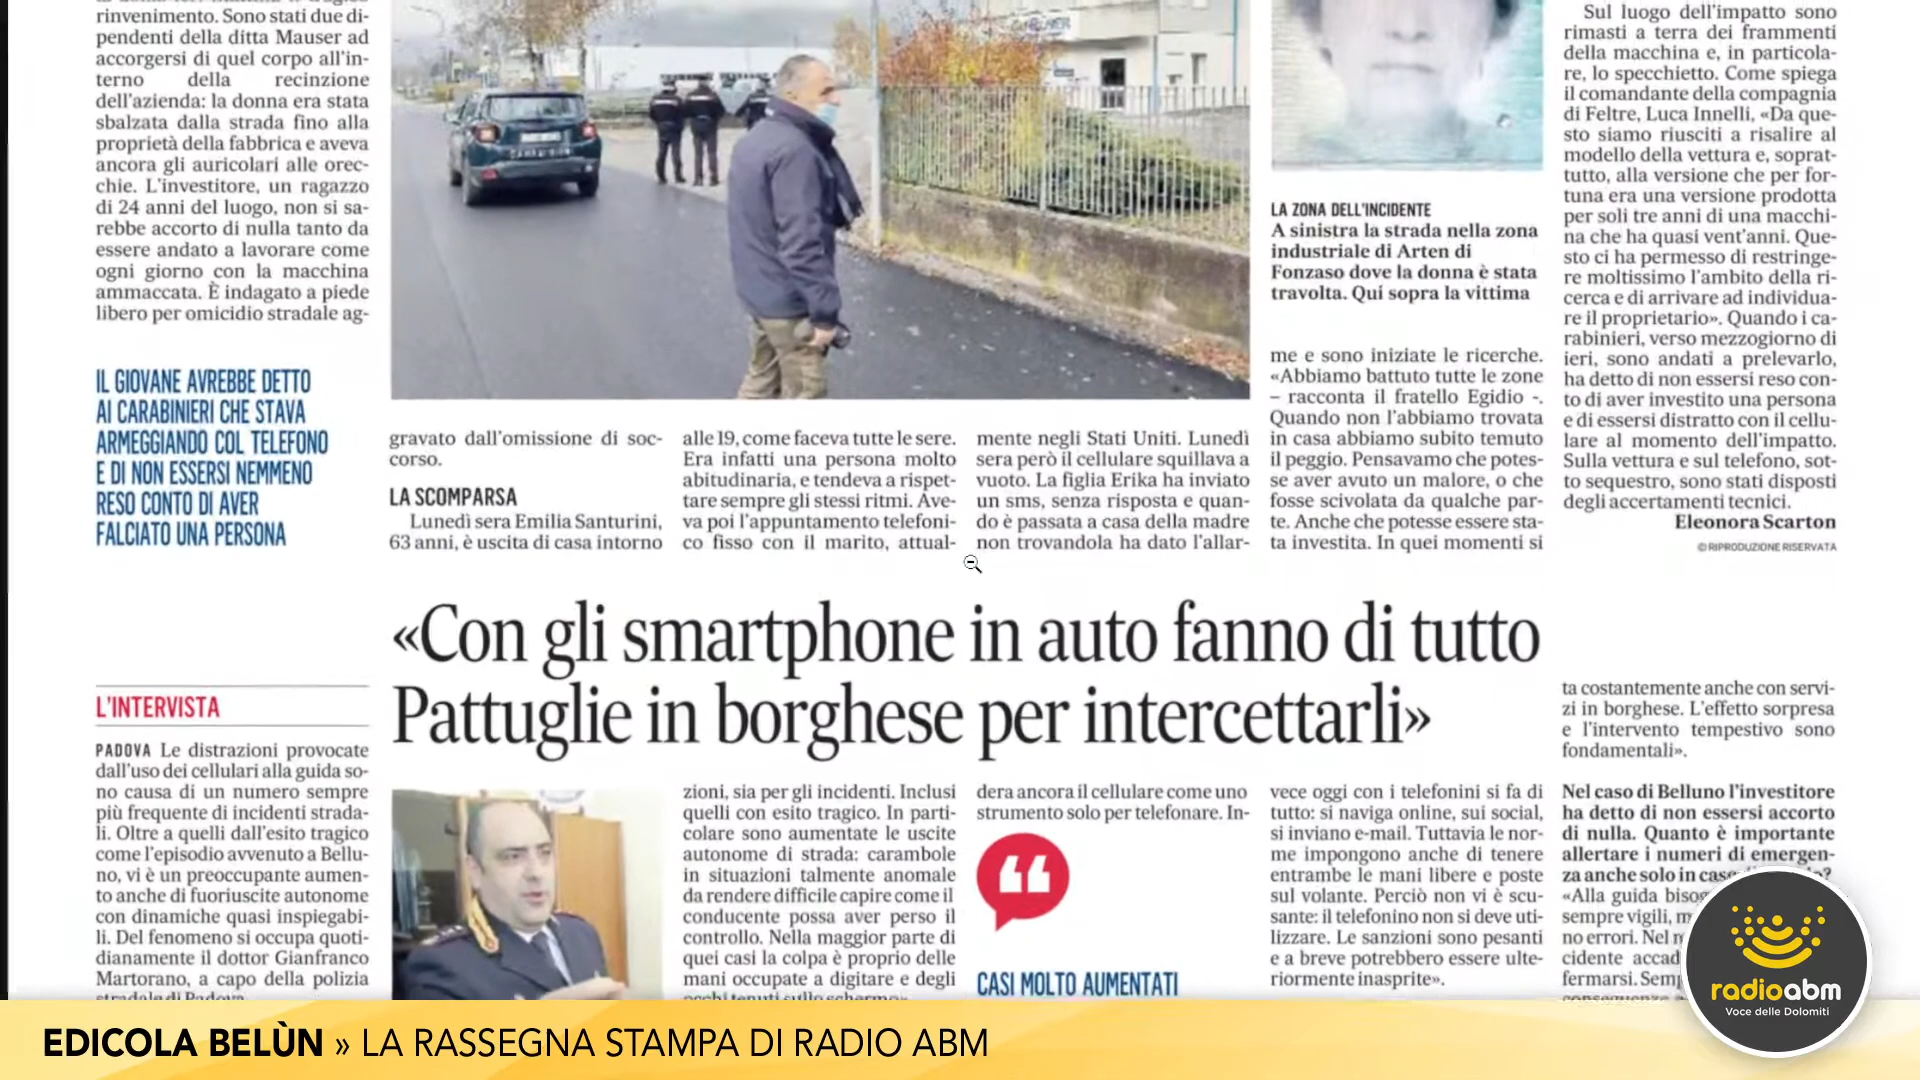 rinvenimento. Sono stati due di-
pendenti della ditta Mauser ad
accorgersi di quel corpo all'in-
terno della recinzione
dell'azienda: la donna era stata
sbalzata dalla strada fino alla
proprietà della fabbrica e aveva
ancora gli auricolari alle orec-
chie. L'investitore, un ragazzo
di 24 anni del luogo, non si sa-
rebbe accorto di nulla tanto da
essere andato a lavorare come
ogni giorno con la macchina
ammaccata. È indagato a piede
libero per omicidio stradale ag-
IL GIOVANE AVREBBE DETTO
AI CARABINIERI CHE STAVA
ARMEGGIANDO COL TELEFONO
E DI NON ESSERSI NEMMENO
RESO CONTO DI AVER
FALCIATO UNA PERSONA
gravato dall'omissione di soc-
corso.
LA SCOMPARSA
Lunedì sera Emilia Santurini,
63 anni, è uscita di casa intorno
alle 19, come faceva tutte le sere.
Era infatti una persona molto
abitudinaria, e tendeva a rispet-
tare sempre gli stessi ritmi. Ave-
va poi l'appuntamento telefoni-
co fisso con il marito, attual-
mente negli Stati Uniti. Lunedì
sera però il cellulare squillava a
vuoto. La figlia Erika ha inviato
un sms, senza risposta e quan-
do è passata a casa della madre
non trovandola ha dato l'allar-
LA ZONA DELL'INCIDENTE
A sinistra la strada nella zona
industriale di Arten di
Fonzaso dove la donna è stata
travolta. Qui sopra la vittima
me e sono iniziate le ricerche.
«Abbiamo battuto tutte le zone
– racconta il fratello Egidio -.
Quando non l'abbiamo trovata
in casa abbiamo subito temuto
il peggio. Pensavamo che potes-
se aver avuto un malore, o che
fosse scivolata da qualche par-
te. Anche che potesse essere sta-
ta investita. In quei momenti si
Sul luogo dell'impatto sono
rimasti a terra dei frammenti
della macchina e, in particola-
re, lo specchietto. Come spiega
il comandante della compagnia
di Feltre, Luca Innelli, «Da que-
sto siamo riusciti a risalire al
modello della vettura e, soprat-
tutto, alla versione che per for-
tuna era una versione prodotta
per soli tre anni di una macchi-
na che ha quasi vent'anni. Que-
sto ci ha permesso di restringe-
re moltissimo l'ambito della ri-
cerca e di arrivare ad individua-
re il proprietario». Quando i ca-
rabinieri, verso mezzogiorno di
ieri, sono andati a prelevarlo,
ha detto di non essersi reso con-
to di aver investito una persona
e di essersi distratto con il cellu-
lare al momento dell'impatto.
Sulla vettura e sul telefono, sot-
to sequestro, sono stati disposti
degli accertamenti tecnici.
Eleonora Scarton
© RIPRODUZIONE RISERVATA
«Con gli smartphone in auto fanno di tutto
Pattuglie in borghese per intercettarli»
L'INTERVISTA
PADOVA Le distrazioni provocate
dall'uso dei cellulari alla guida so-
no causa di un numero sempre
più frequente di incidenti strada-
li. Oltre a quelli dall'esito tragico
come l'episodio avvenuto a Bellu-
no, vi è un preoccupante aumen-
to anche di fuoriuscite autonome
con dinamiche quasi inspiegabi-
li. Del fenomeno si occupa quoti-
dianamente il dottor Gianfranco
Martorano, a capo della polizia
stradale di Padova.
zioni, sia per gli incidenti. Inclusi
quelli con esito tragico. In parti-
colare sono aumentate le uscite
autonome di strada: carambole
in situazioni talmente anomale
da rendere difficile capire come il
conducente possa aver perso il
controllo. Nella maggior parte di
quei casi la colpa è proprio delle
mani occupate a digitare e degli
occhi tenuti sullo schermo».
dera ancora il cellulare come uno
strumento solo per telefonare. In-
CASI MOLTO AUMENTATI
vece oggi con i telefonini si fa di
tutto: si naviga online, sui social,
si inviano e-mail. Tuttavia le nor-
me impongono anche di tenere
entrambe le mani libere e poste
sul volante. Perciò non vi è scu-
sante: il telefonino non si deve uti-
lizzare. Le sanzioni sono pesanti
e a breve potrebbero essere ulte-
riormente inasprite».
ta costantemente anche con servi-
zi in borghese. L'effetto sorpresa
e l'intervento tempestivo sono
fondamentali».
Nel caso di Belluno l'investitore
ha detto di non essersi accorto
di nulla. Quanto è importante
allertare i numeri di emergen-
za anche solo in caso
«Alla guida
sempre vigili,
no errori. Nel
cidente
fermarsi.
radioabm
Voce delle Dolomiti
EDICOLA BELÙN » LA RASSEGNA STAMPA DI RADIO ABM